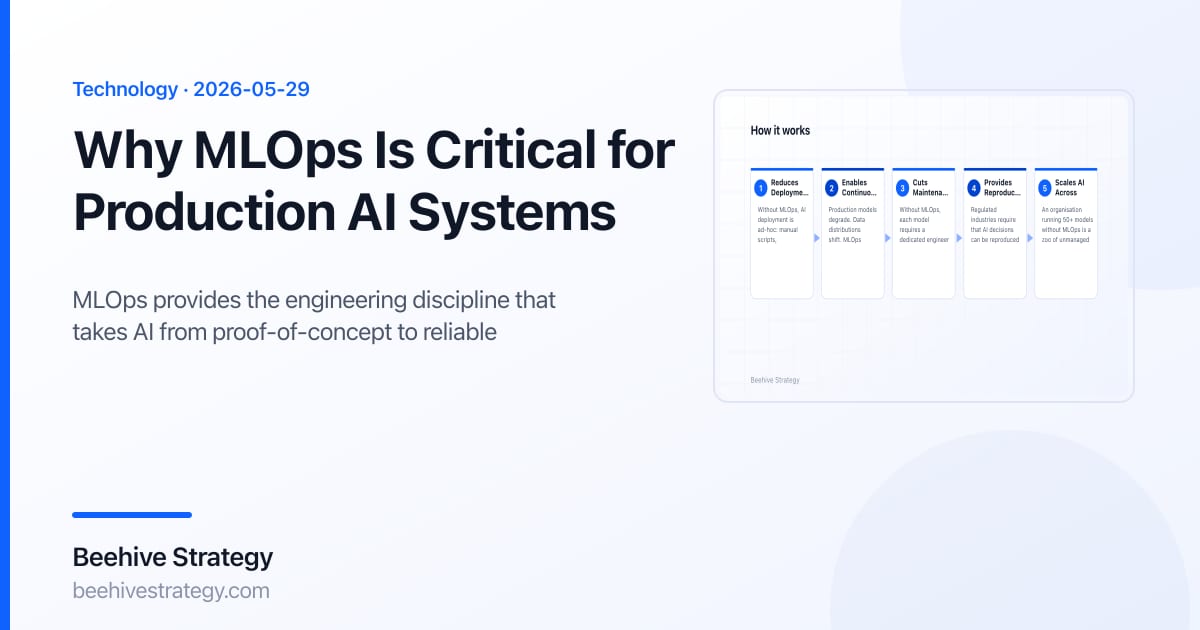 Technology · 2026-05-29
Why MLOps Is Critical for
Production AI Systems
MLOps provides the engineering discipline that
takes AI from proof-of-concept to reliable
Beehive Strategy
beehivestrategy.com
How it works
1
Reduces
Deployme...
Without MLOps, AI
deployment is
ad-hoc: manual
scripts,
2
Enables
Continuo...
Production models
degrade. Data
distributions
shift. MLOps
3
Cuts
Maintena...
Without MLOps,
each model
requires a
dedicated engineer
4
Provides
Reproduc...
Regulated
industries require
that AI decisions
can be reproduced
5
Scales AI
Across
An organisation
running 50+ models
without MLOps is a
zoo of unmanaged
Beehive Strategy